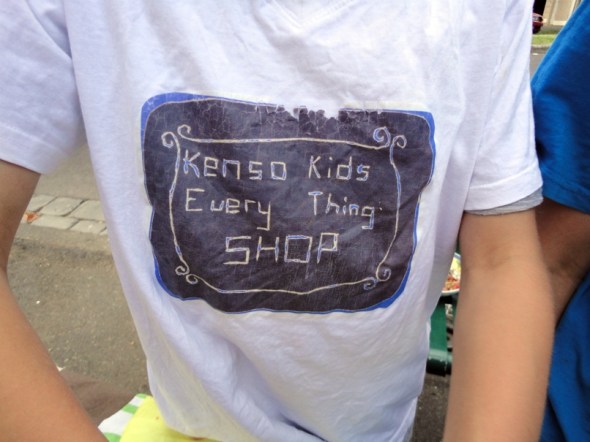 Kenso Kids
Every Thing
SHOP